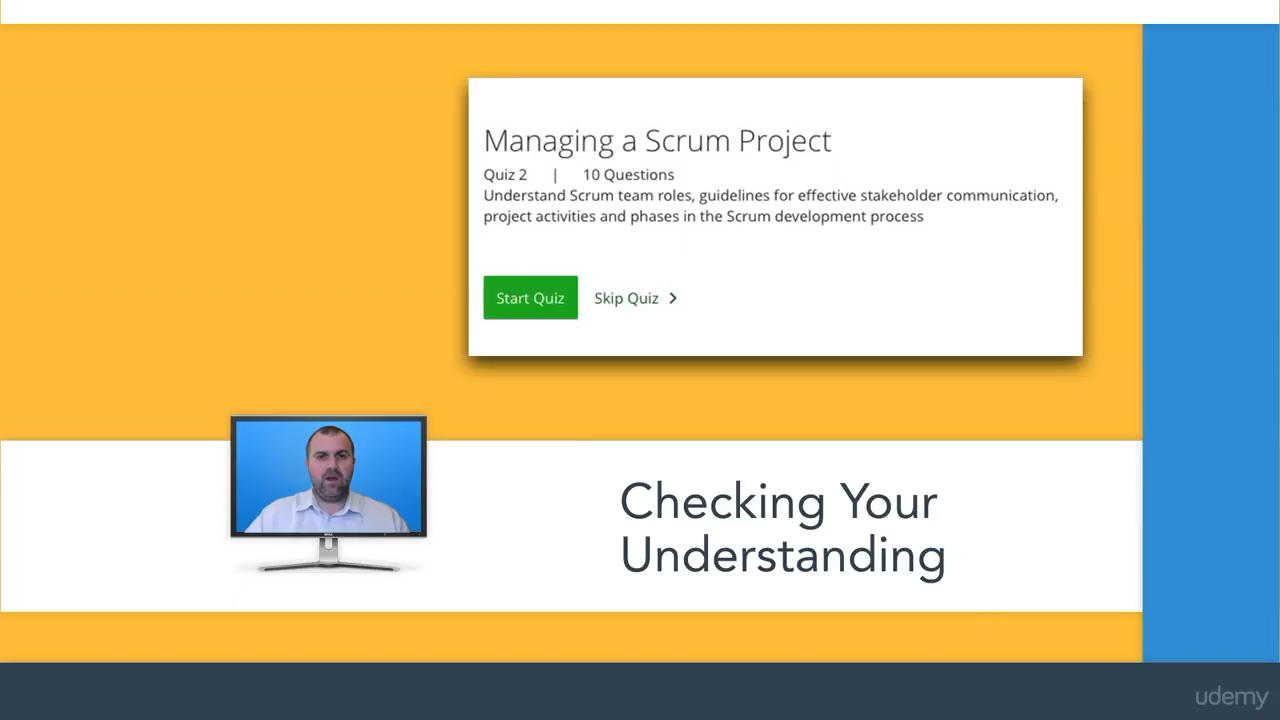 Managing a Scrum Project
Quiz 2 | 10 Questions
Understand Scrum team roles, guidelines for effective stakeholder communication,
project activities and phases in the Scrum development process
Start Quiz Skip Quiz >
Checking Your
Understanding
udemy